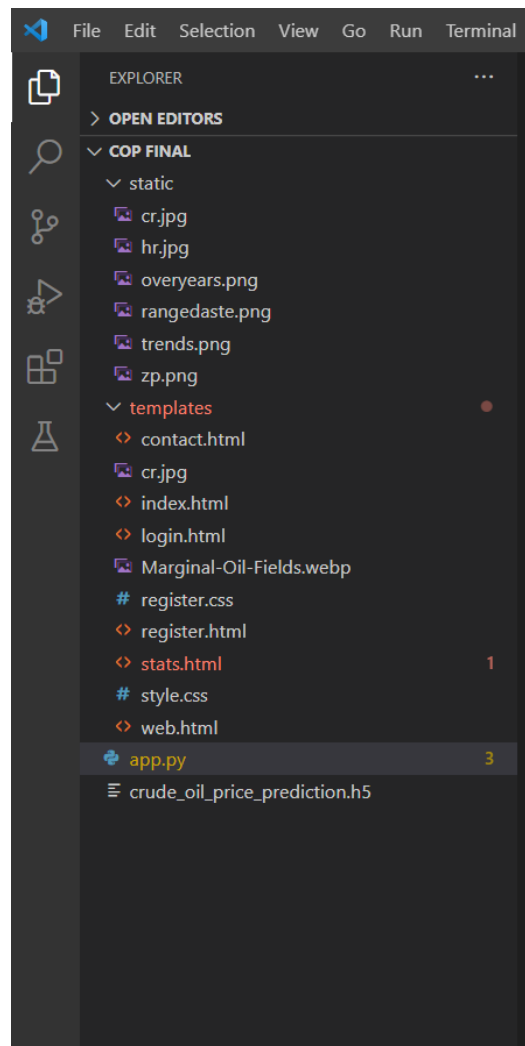 File Edit Selection View Go Run Terminal
EXPLORER ...
OPEN EDITORS
COP FINAL
static
cr.jpg
hr.jpg
overyears.png
rangedaste.png
trends.png
zp.png
templates
<> contact.html
cr.jpg
<> index.html
<> login.html
Marginal-Oil-Fields.webp
# register.css
<> register.html
<> stats.html 1
# style.css
<> web.html
app.py 3
crude_oil_price_prediction.h5